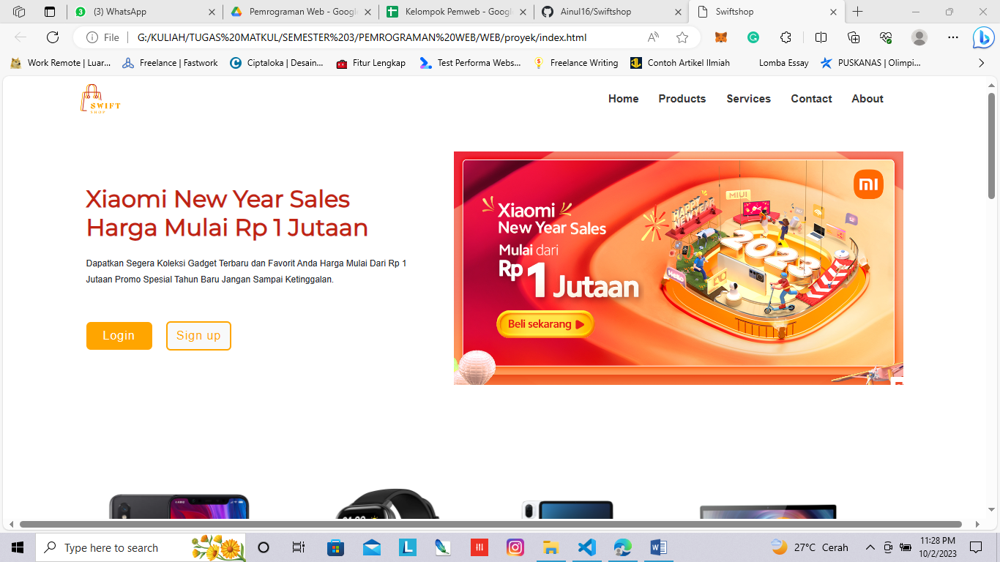 (3) WhatsApp
Pemrograman Web - Googl
Kelompok Pemweb - Googl
Ainul16/Swiftshop
Swiftshop
File
G:/KULIAH/TUGAS%20MATKUL/SEMESTER%203/PEMROGRAMAN%20WEB/WEB/proyek/index.html
Work Remote | Luar...
Freelance | Fastwork
Ciptaloka | Desain...
Fitur Lengkap
Test Performa Webs...
Freelance Writing
Contoh Artikel Ilmiah
Lomba Essay
PUSKANAS | Olimpi...
SWIFT
SHOP
Home
Products
Services
Contact
About
Xiaomi New Year Sales
Harga Mulai Rp 1 Jutaan
Dapatkan Segera Koleksi Gadget Terbaru dan Favorit Anda Harga Mulai Dari Rp 1
Jutaan Promo Spesial Tahun Baru Jangan Sampai Ketinggalan.
Login
Sign up
Xiaomi
New Year Sales
Mulai dari
Rp 1 Jutaan
Beli sekarang
mi
MIUI
HAPPY
NEW YEAR
2023
Hello
Type here to search
27°C Cerah
11:28 PM
10/2/2023